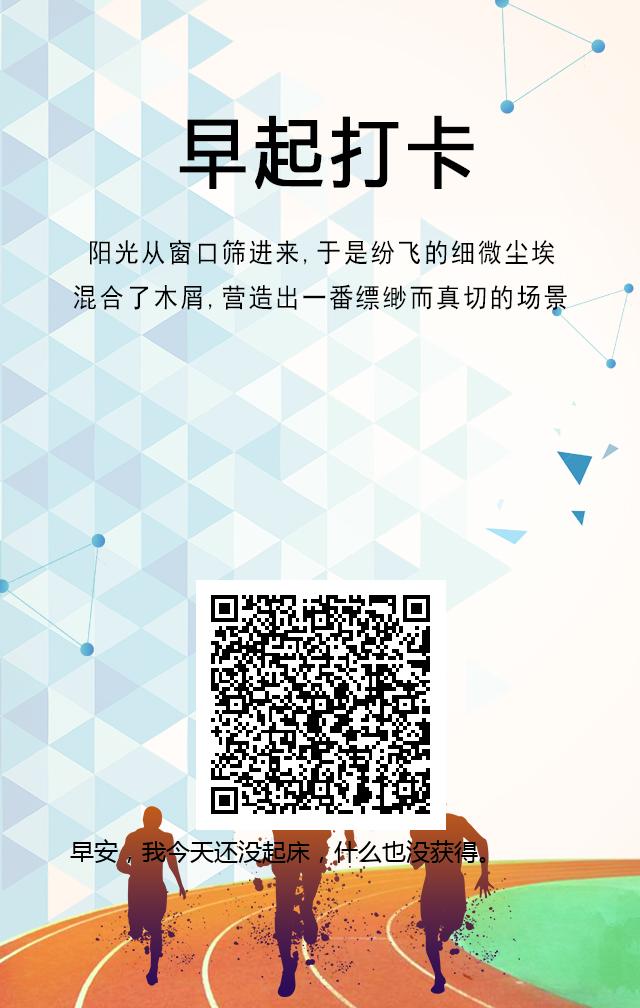 早起打卡
阳光从窗口筛进来,于是纷飞的细微尘埃
混合了木屑,营造出一番缥缈而真切的场景
早安，我今天还没起床，什么也没获得。